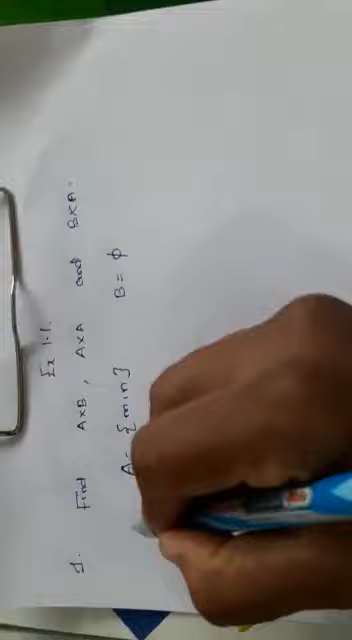 Ex 1.1.
1. Find A×B, A×A and B×A.
A = {m,n} B = ϕ